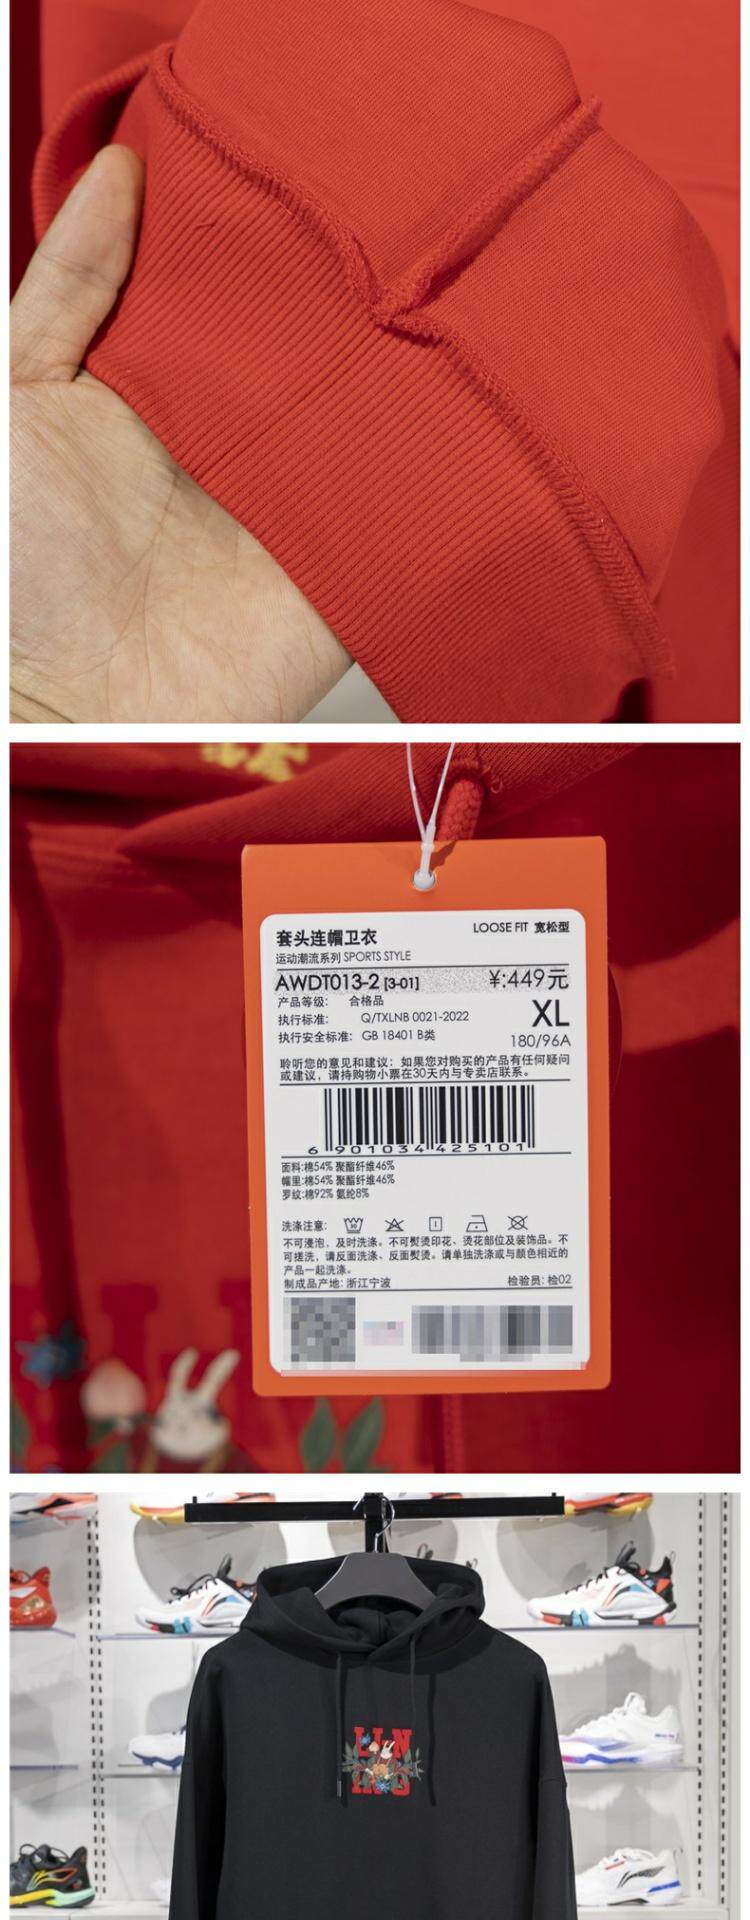 套头连帽卫衣
LOOSE FIT 宽松型
运动潮流系列 SPORTS STYLE
AWDT013-2 [3-01]
¥:449元
产品等级: 合格品
执行标准: Q/TXLNB 0021-2022
XL
执行安全标准: GB 18401 B类
180/96A
聆听您的意见和建议: 如果您对购买的产品有任何疑问
或建议, 请持购物小票在30天内与专卖店联系。
6 901034 425101
面料:棉54% 聚酯纤维46%
帽里:棉54% 聚酯纤维46%
罗纹:棉92% 氨纶8%
洗涤注意:
不可浸泡, 及时洗涤。不可熨烫印花、烫花部位及装饰品。不
可搓洗, 请反面洗涤、反面熨烫。请单独洗涤或与颜色相近的
产品一起洗涤。
制成品产地: 浙江宁波
检验员: 检02
LI-N
ING